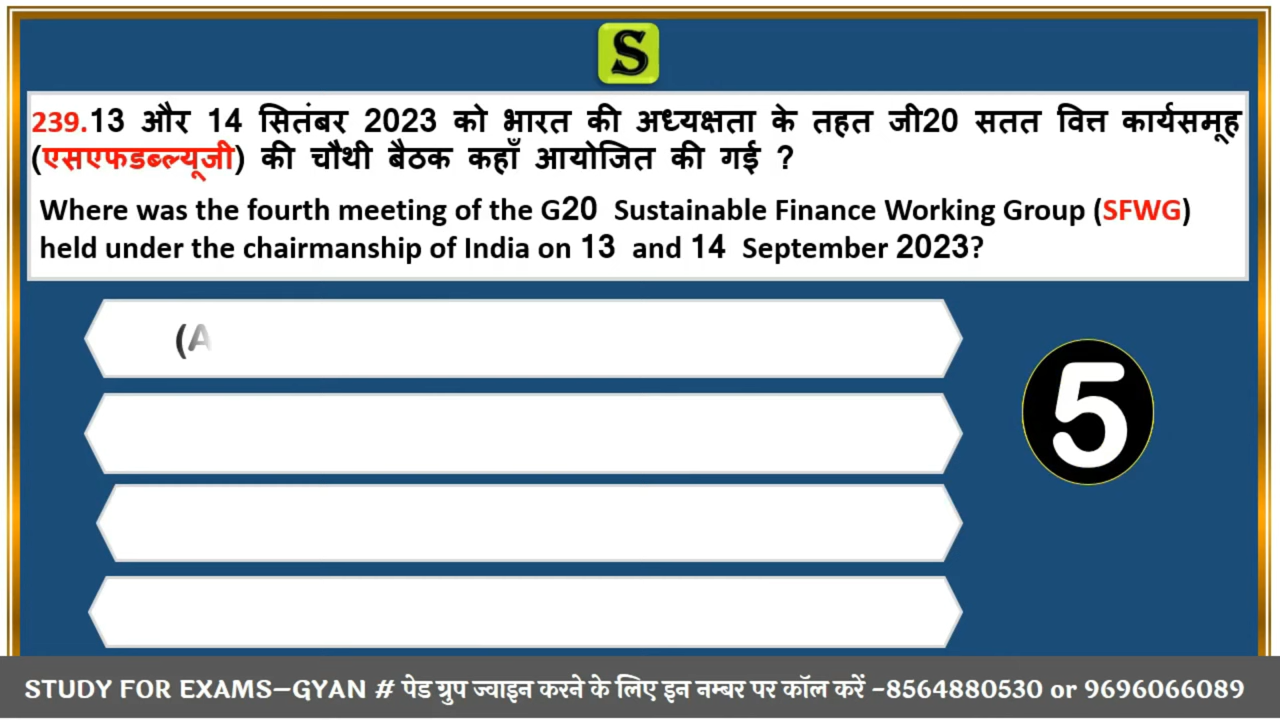 S
239.13 और 14 सितंबर 2023 को भारत की अध्यक्षता के तहत जी20 सतत वित्त कार्यसमूह
(एसएफडब्ल्यूजी) की चौथी बैठक कहाँ आयोजित की गई ?
Where was the fourth meeting of the G20 Sustainable Finance Working Group (SFWG)
held under the chairmanship of India on 13 and 14 September 2023?
(A
5
STUDY FOR EXAMS–GYAN # पेड ग्रुप ज्वाइन करने के लिए इन नम्बर पर कॉल करें -8564880530 or 9696066089